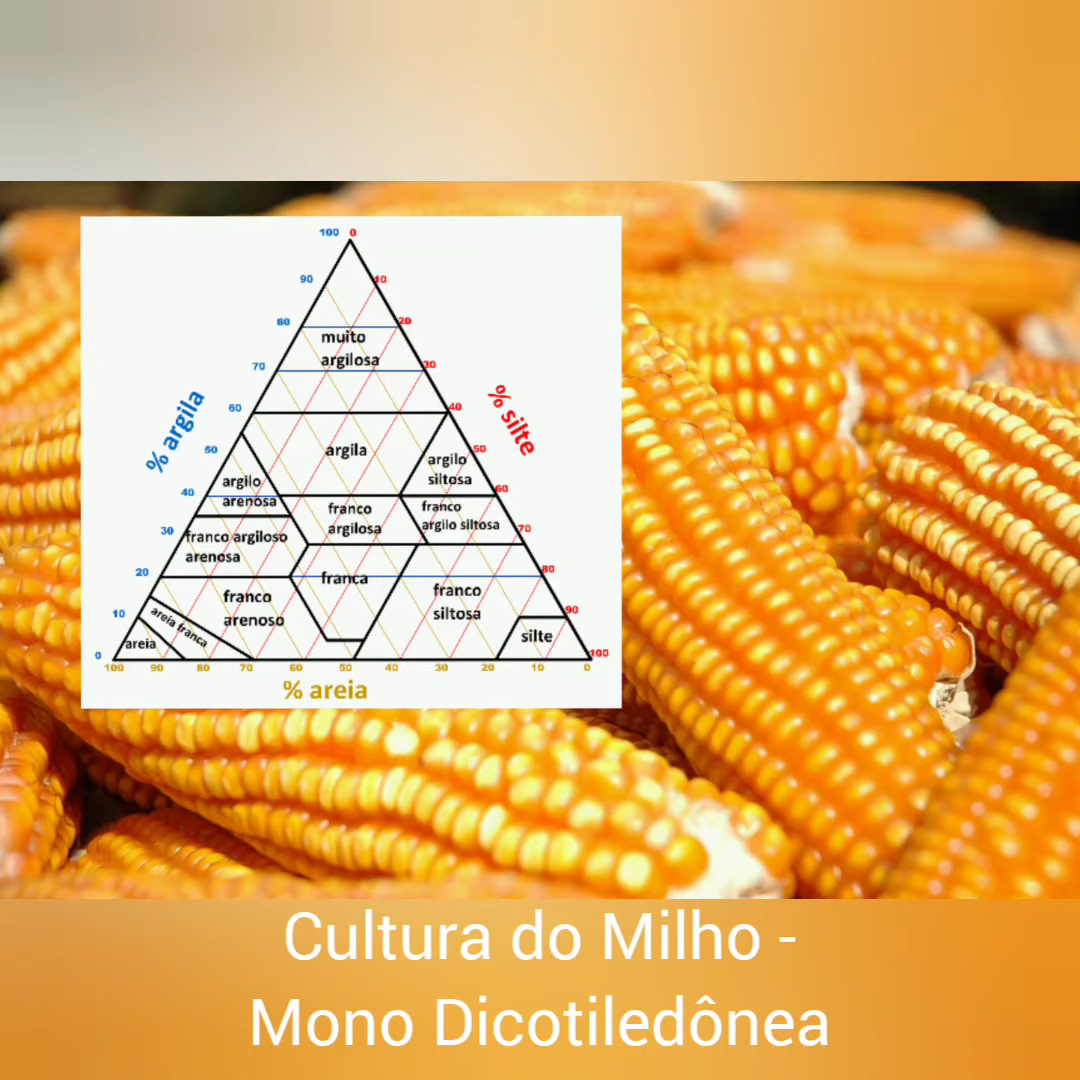 100 0
90 10
80 20
muito
argilosa
70 30
60 40
% argila
% silte
argila
50 50
argilo
siltosa
argilo
arenosa
40 60
franco
argilosa
franco
argilo siltosa
30 70
franco argiloso
arenosa
20 80
franca
franco
siltosa
franco
arenoso
10 90
areia franca
areia
silte
0 100
100 90 80 70 60 50 40 30 20 10 0
% areia
Cultura do Milho -
Mono Dicotiledônea